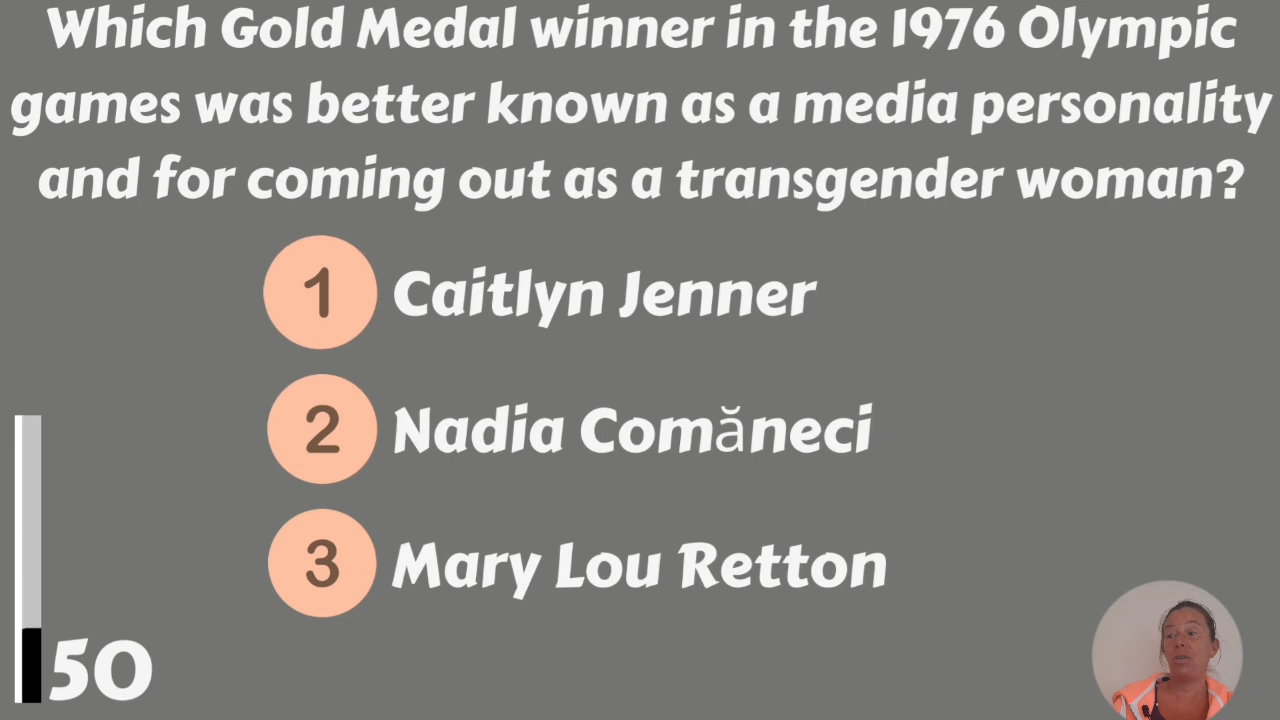 Which Gold Medal winner in the 1976 Olympic
games was better known as a media personality
and for coming out as a transgender woman?
1 Caitlyn Jenner
2 Nadia Comăneci
3 Mary Lou Retton
50